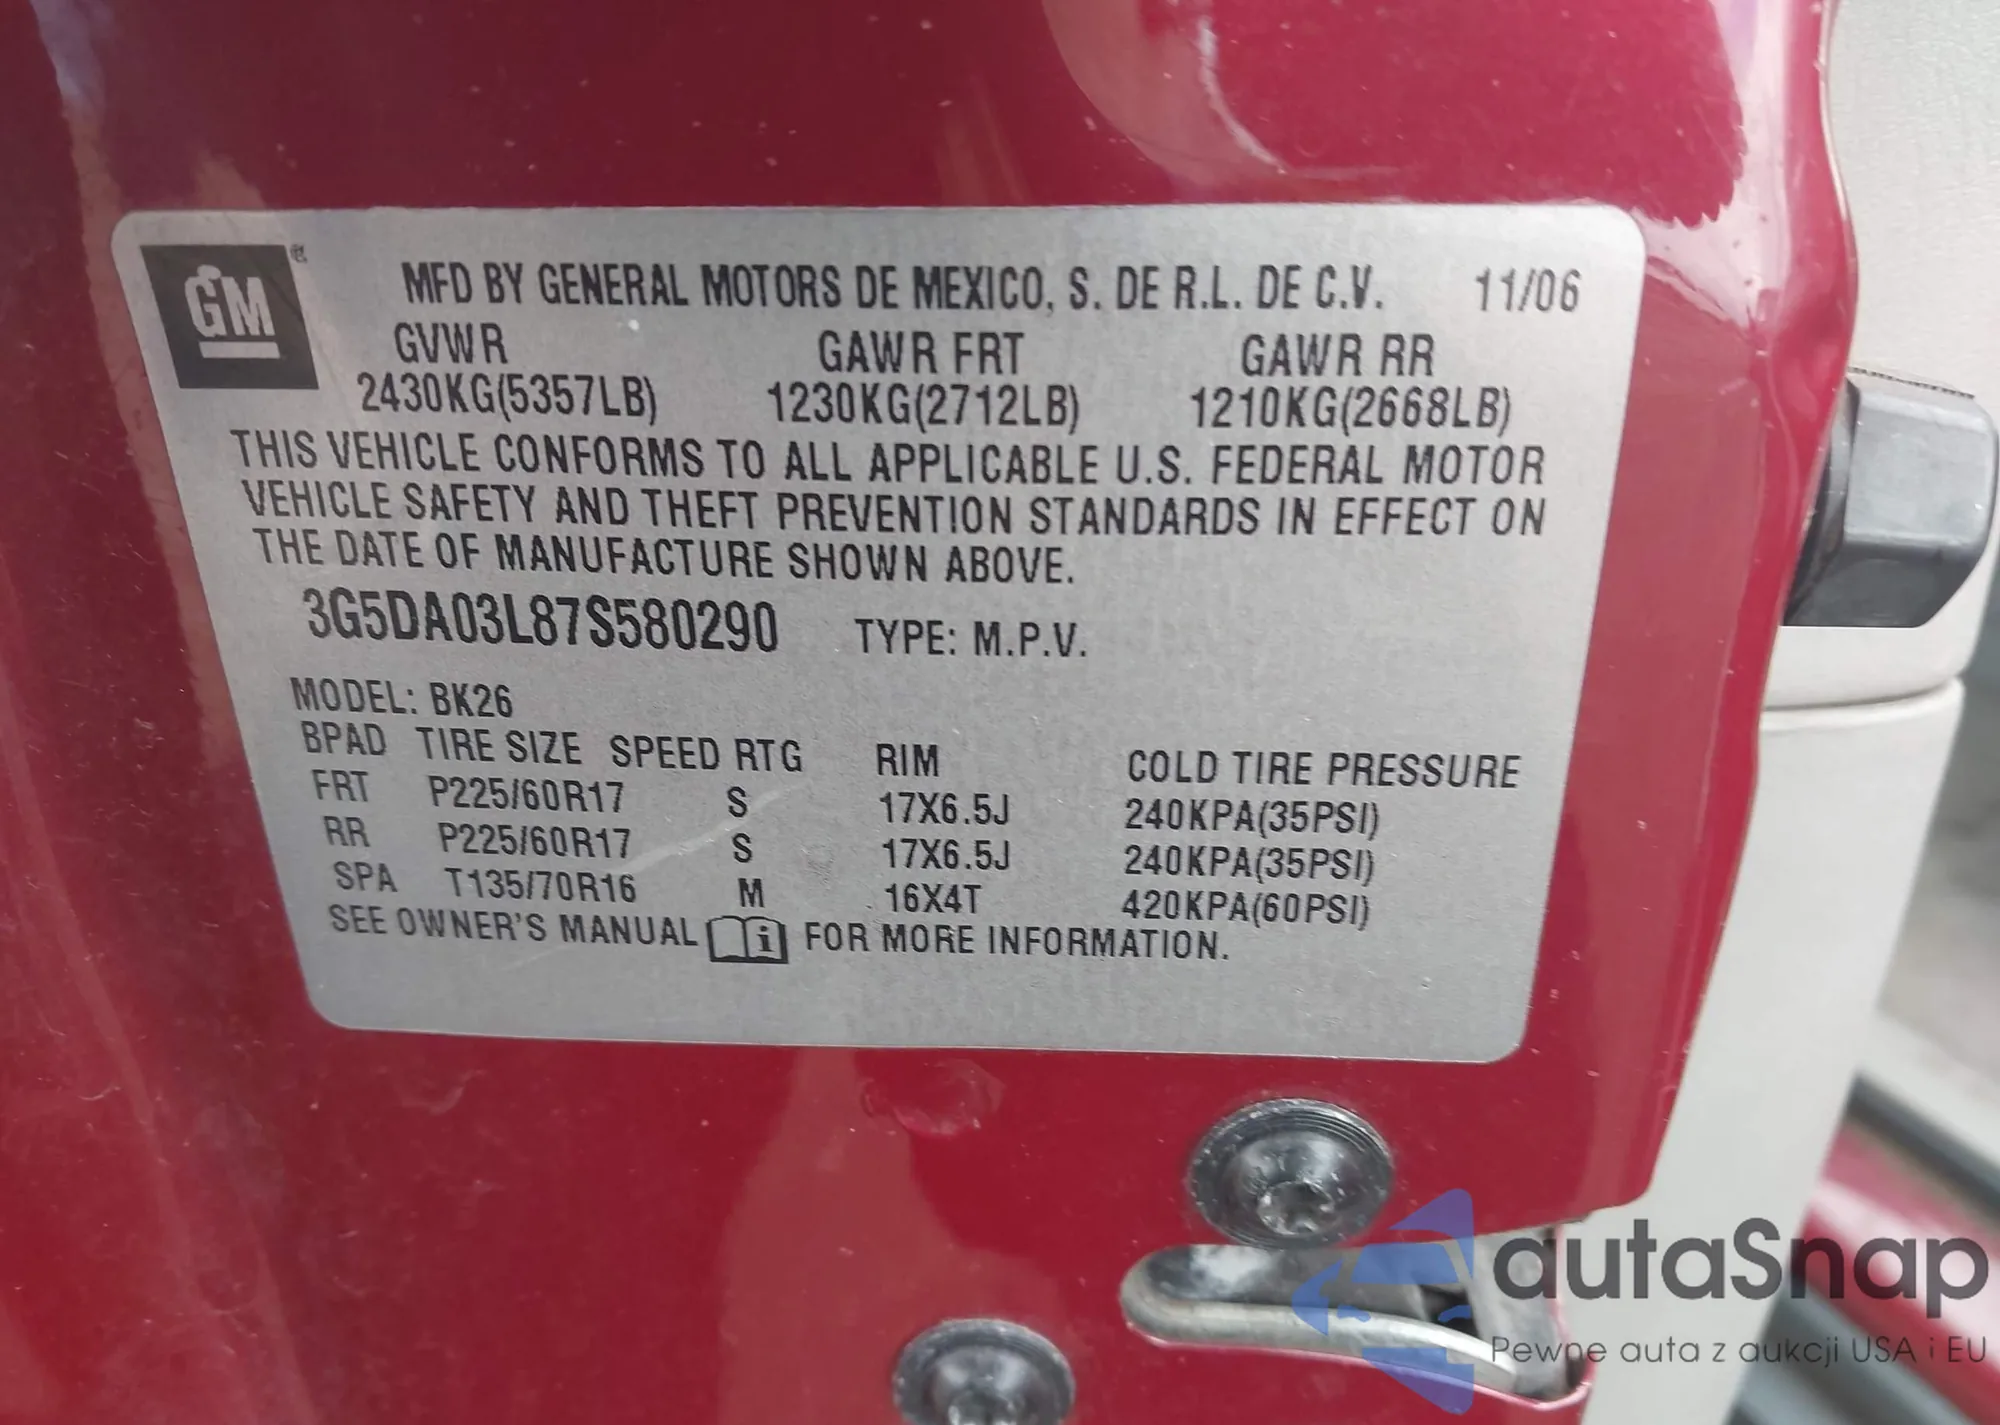 GM
MFD BY GENERAL MOTORS DE MEXICO, S. DE R.L. DE C.V. 11/06
GVWR GAWR FRT GAWR RR
2430KG(5357LB) 1230KG(2712LB) 1210KG(2668LB)
THIS VEHICLE CONFORMS TO ALL APPLICABLE U.S. FEDERAL MOTOR
VEHICLE SAFETY AND THEFT PREVENTION STANDARDS IN EFFECT ON
THE DATE OF MANUFACTURE SHOWN ABOVE.
3G5DA03L87S580290 TYPE: M.P.V.
MODEL: BK26
BPAD TIRE SIZE SPEED RTG RIM COLD TIRE PRESSURE
FRT P225/60R17 S 17X6.5J 240KPA(35PSI)
RR P225/60R17 S 17X6.5J 240KPA(35PSI)
SPA T135/70R16 M 16X4T 420KPA(60PSI)
SEE OWNER'S MANUAL i FOR MORE INFORMATION.
autaSnap
Pewne auta z aukcji USA i EU